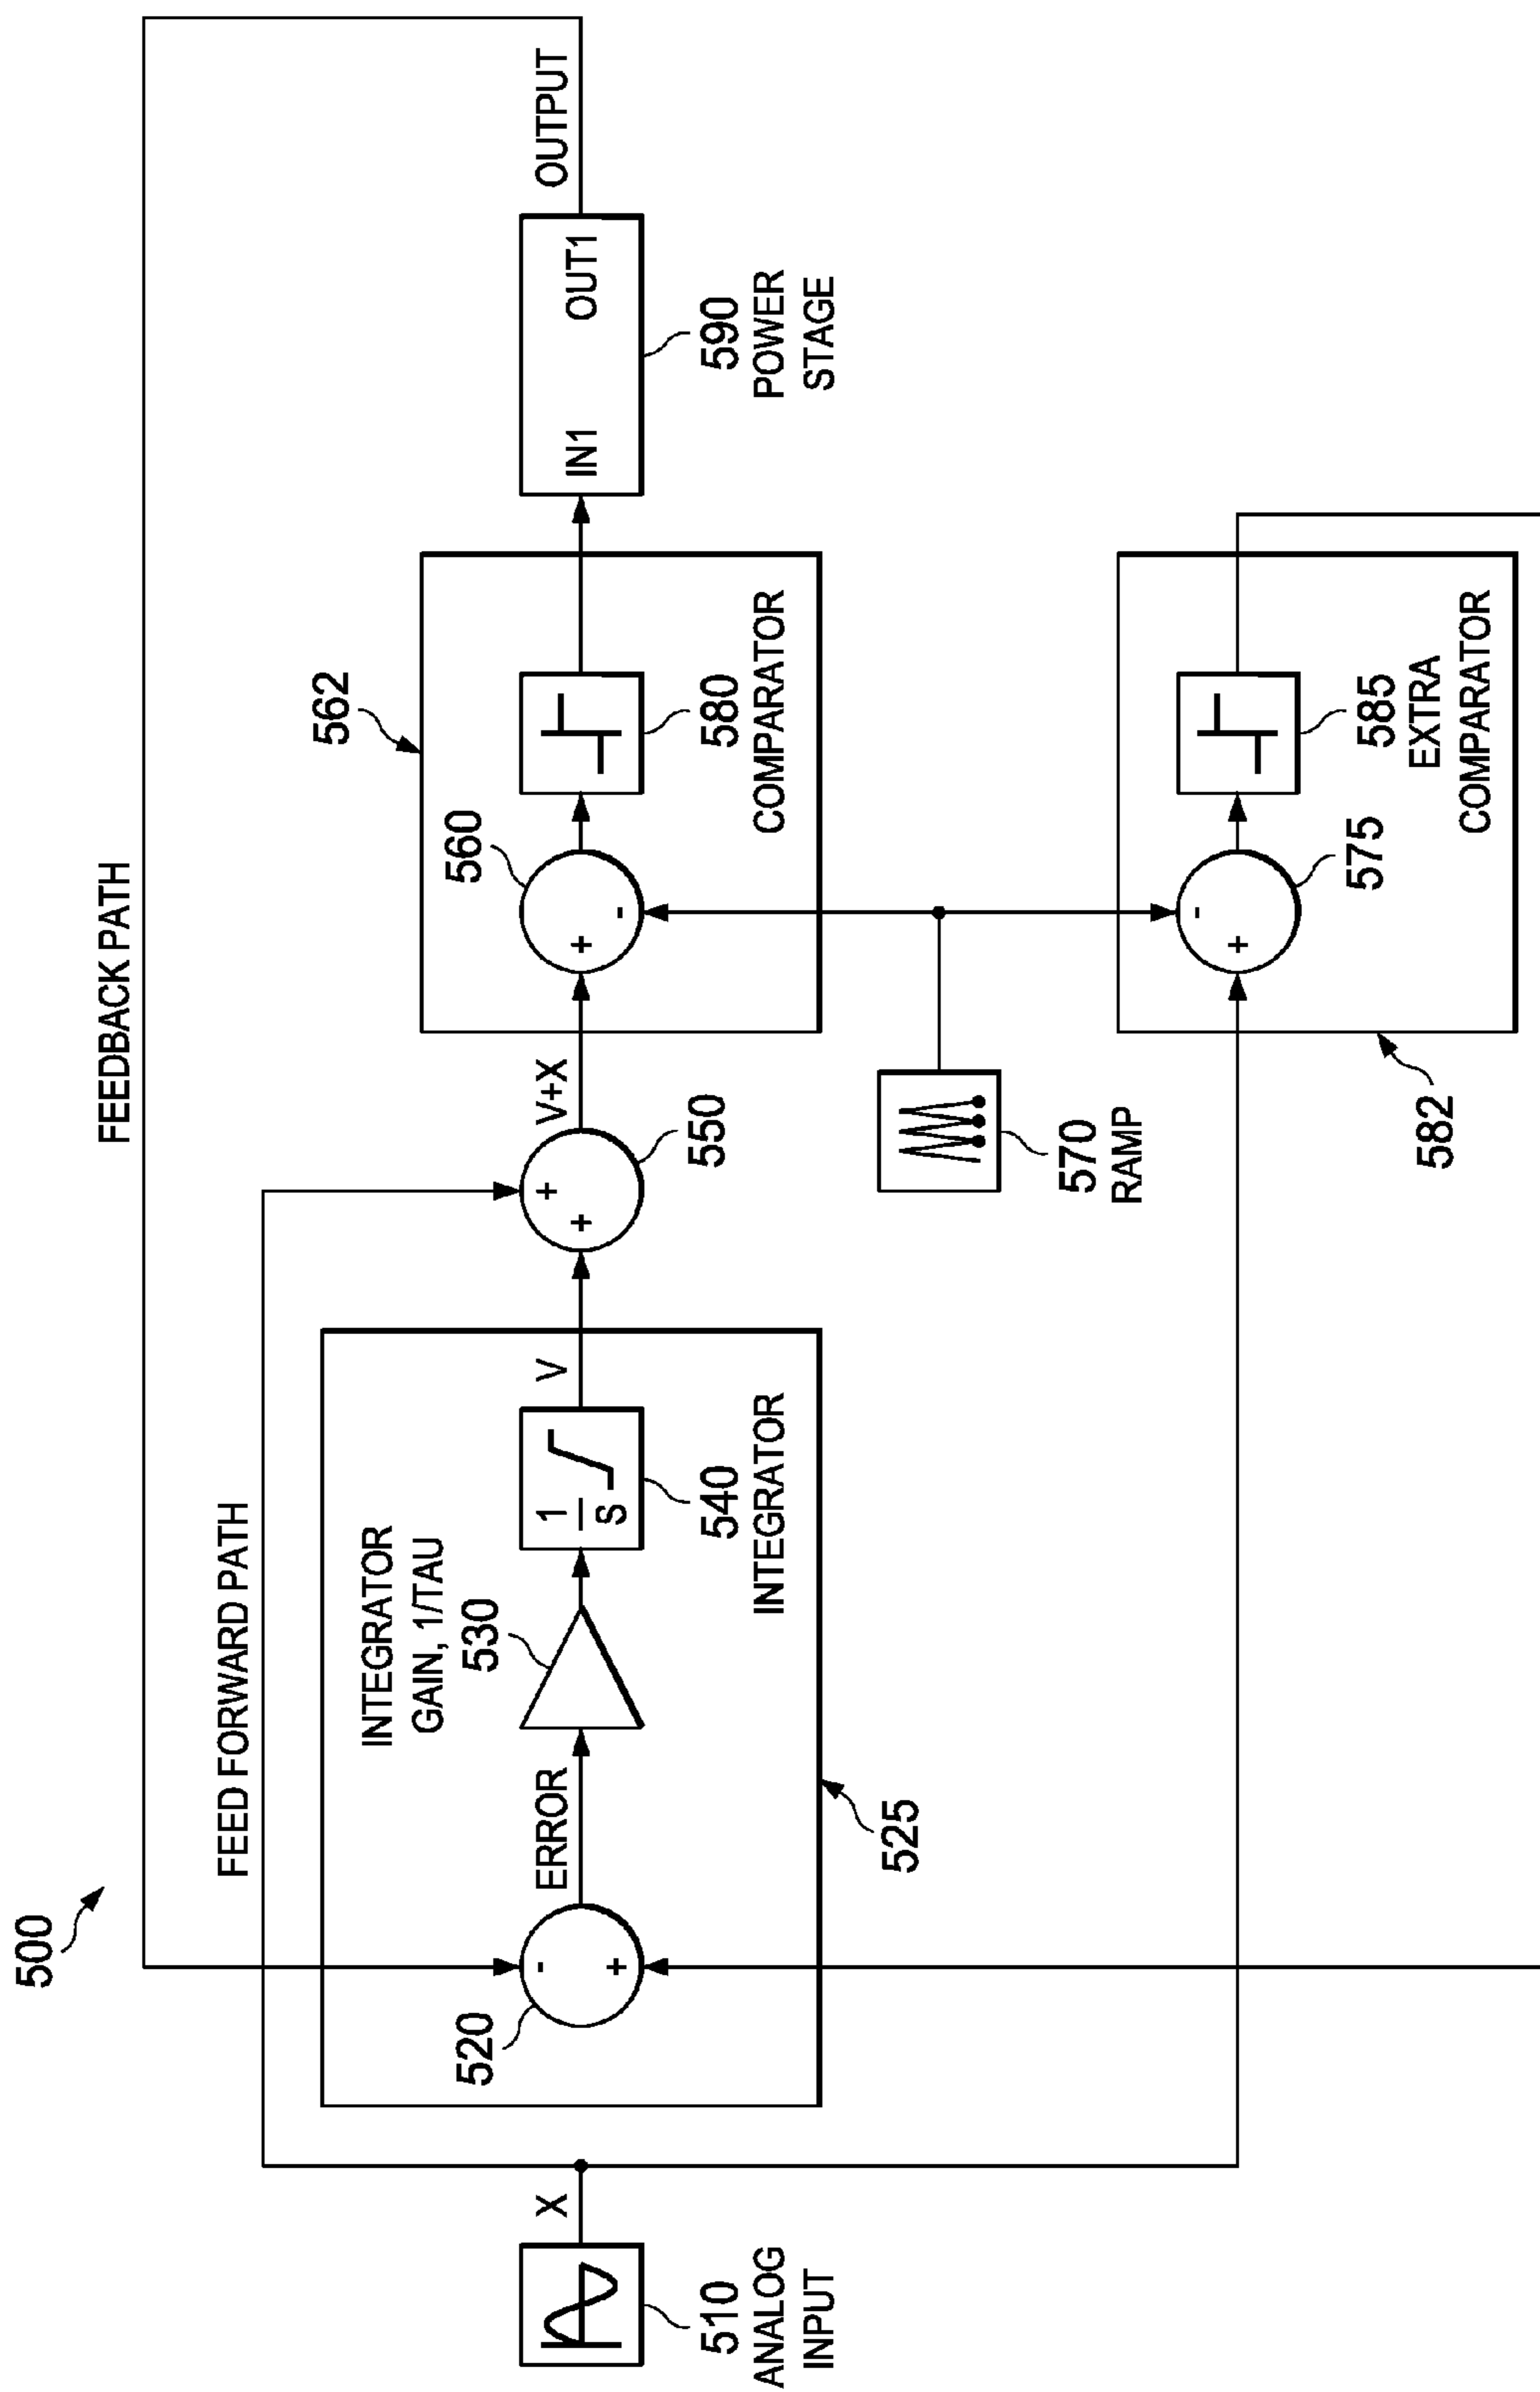 500
FEEDBACK PATH
FEED FORWARD PATH
510
ANALOG
INPUT
X
520
-
+
ERROR
INTEGRATOR
GAIN, 1/TAU
530
1
S
540
INTEGRATOR
V
525
+
+
550
V+X
562
560
+
-
580
COMPARATOR
IN1
OUT1
590
POWER
STAGE
OUTPUT
570
RAMP
582
+
-
575
585
EXTRA
COMPARATOR